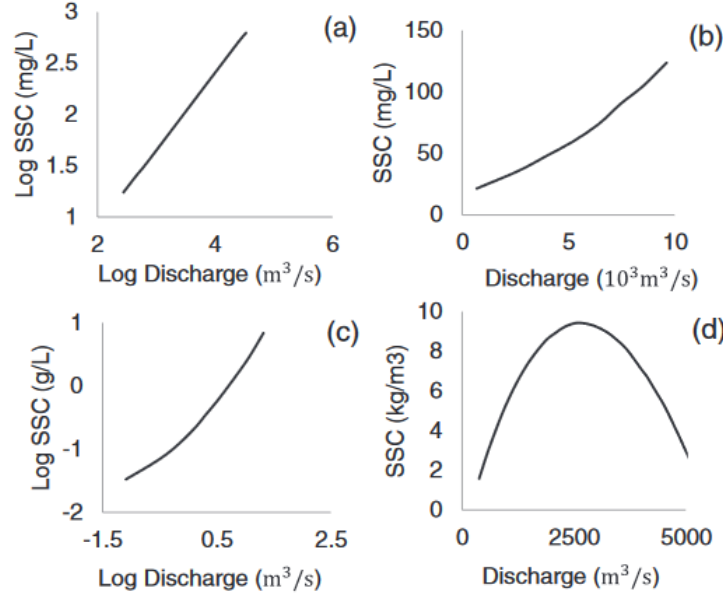 (a)
Log SSC (mg/L)
3
2.5
2
1.5
1
2
4
6
Log Discharge (m³/s)
(b)
SSC (mg/L)
150
100
50
0
0
5
10
Discharge (10³m³/s)
(c)
Log SSC (g/L)
1
0
-1
-2
-1.5
0.5
2.5
Log Discharge (m³/s)
(d)
SSC (kg/m3)
10
8
6
4
2
0
0
2500
5000
Discharge (m³/s)